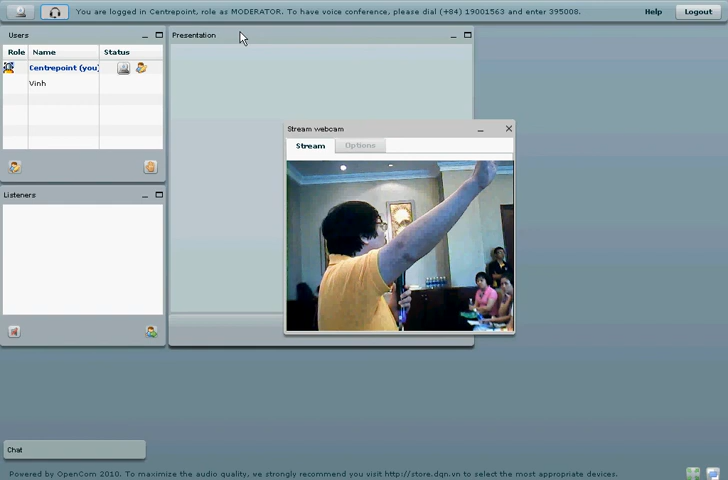 You are logged in Centrepoint, role as MODERATOR. To have voice conference, please dial (+84) 19001563 and enter 395008.
Help
Logout
Users
Role Name Status
Centrepoint (you)
Vinh
Listeners
Presentation
Stream webcam
Stream Options
Chat
Powered by OpenCom 2010. To maximize the audio quality, we strongly recommend you visit http://store.dqn.vn to select the most appropriate devices.